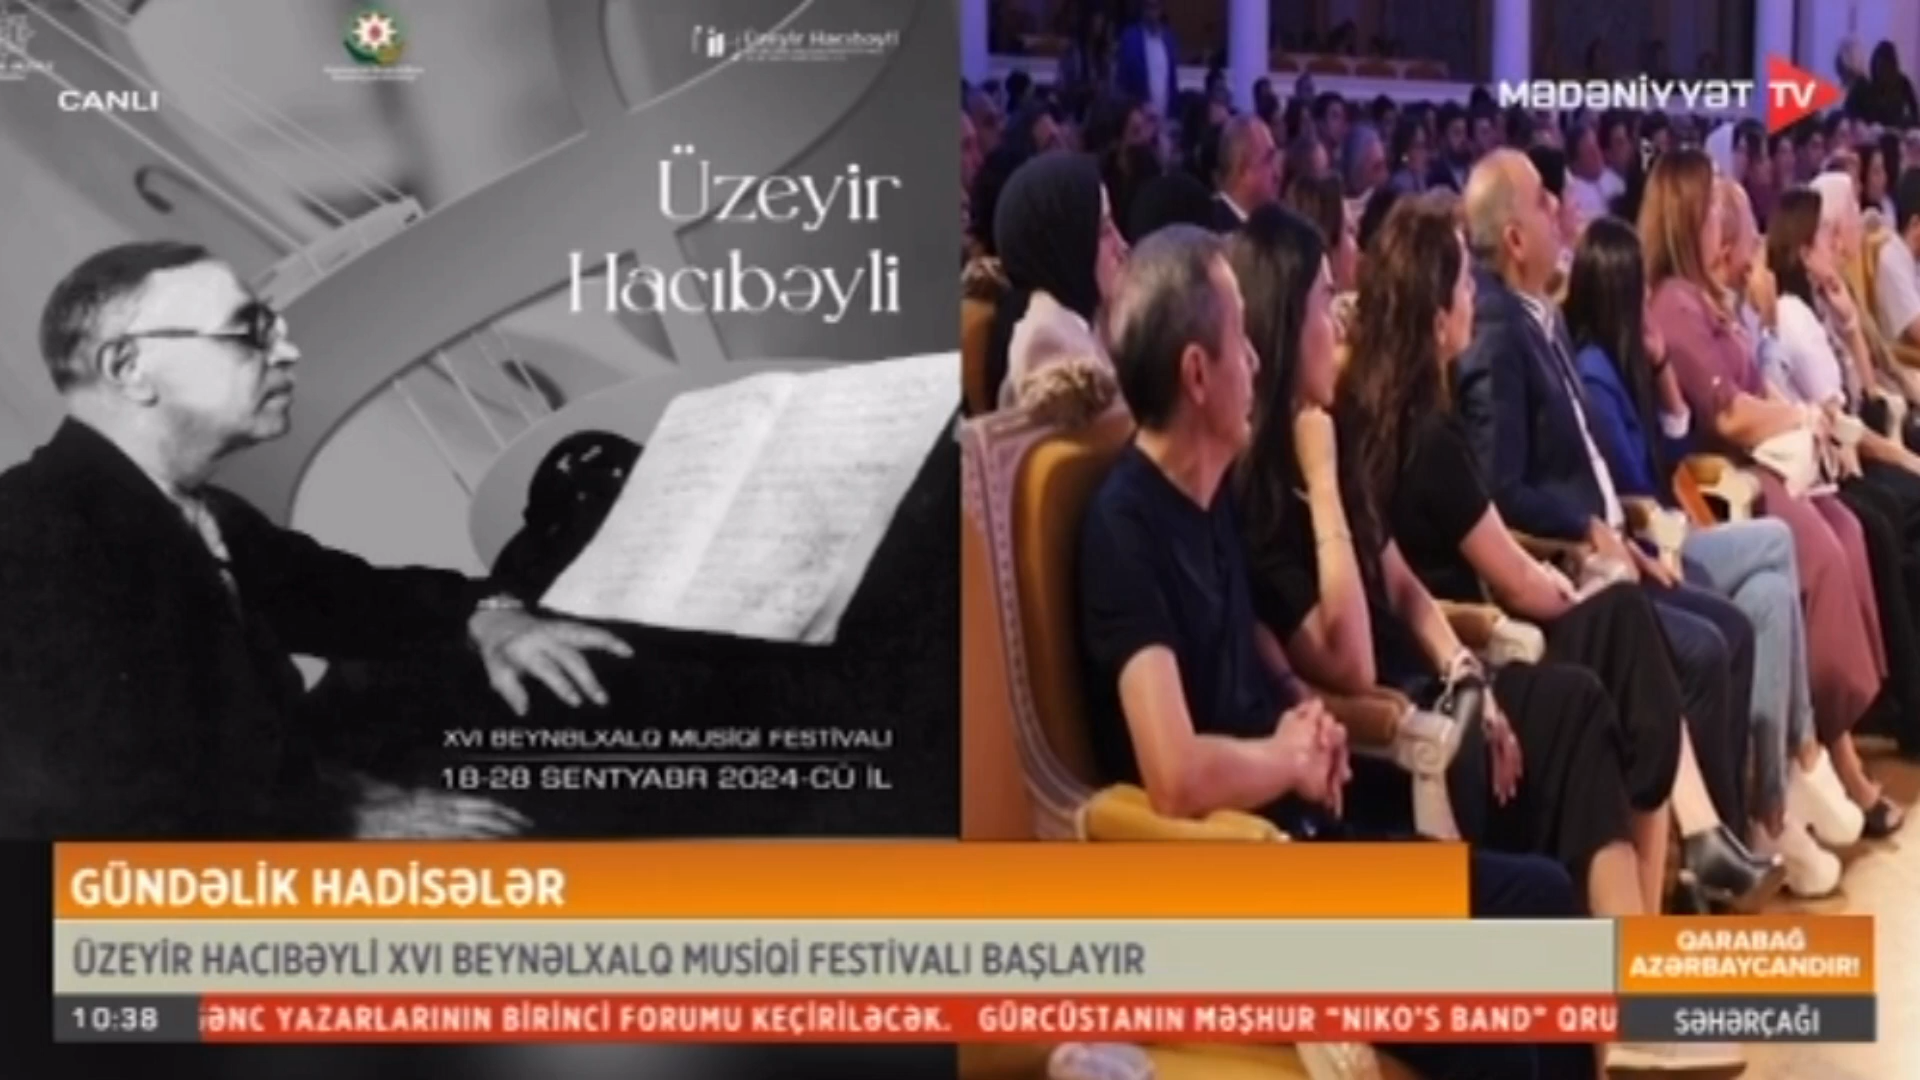 CANLI
Üzeyir Hacıbəyli
MƏDƏNİYYƏT TV
Üzeyir
Hacıbəyli
XVI BEYNƏLXALQ MUSİQİ FESTİVALI
18-28 SENTYABR 2024-CÜ İL
GÜNDƏLİK HADİSƏLƏR
ÜZEYİR HACIBƏYLİ XVI BEYNƏLXALQ MUSİQİ FESTİVALI BAŞLAYIR
QARABAĞ
AZƏRBAYCANDIR!
10:38
ƏNC YAZARLARININ BİRİNCİ FORUMU KEÇİRİLƏCƏK. GÜRCÜSTANIN MƏŞHUR "NIKO'S BAND" QRU
SƏHƏRÇAĞI